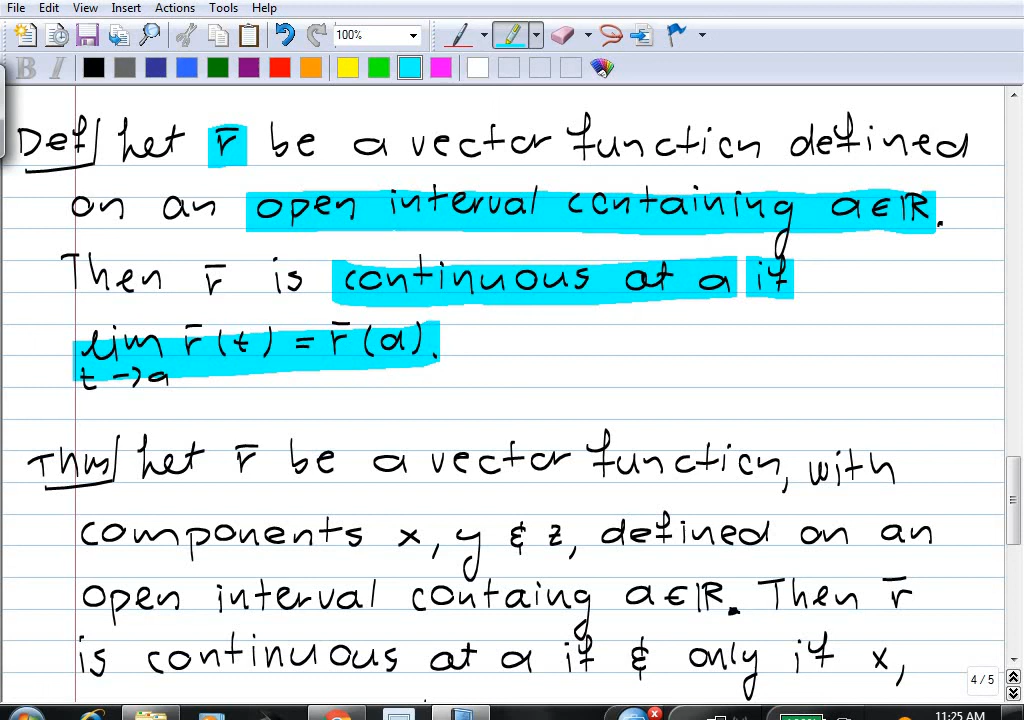 File Edit View Insert Actions Tools Help
100%
B I
Def/ Let r̄ be a vector function defined
on an open interval containing a∈ℝ.
Then r̄ is continuous at a if
lim r̄(t) = r̄(a).
t→a
Thm/ Let r̄ be a vector function, with
components x, y & z, defined on an
open interval containg a∈ℝ. Then r̄
is continuous at a if & only if x,
4 / 5
11:25 AM